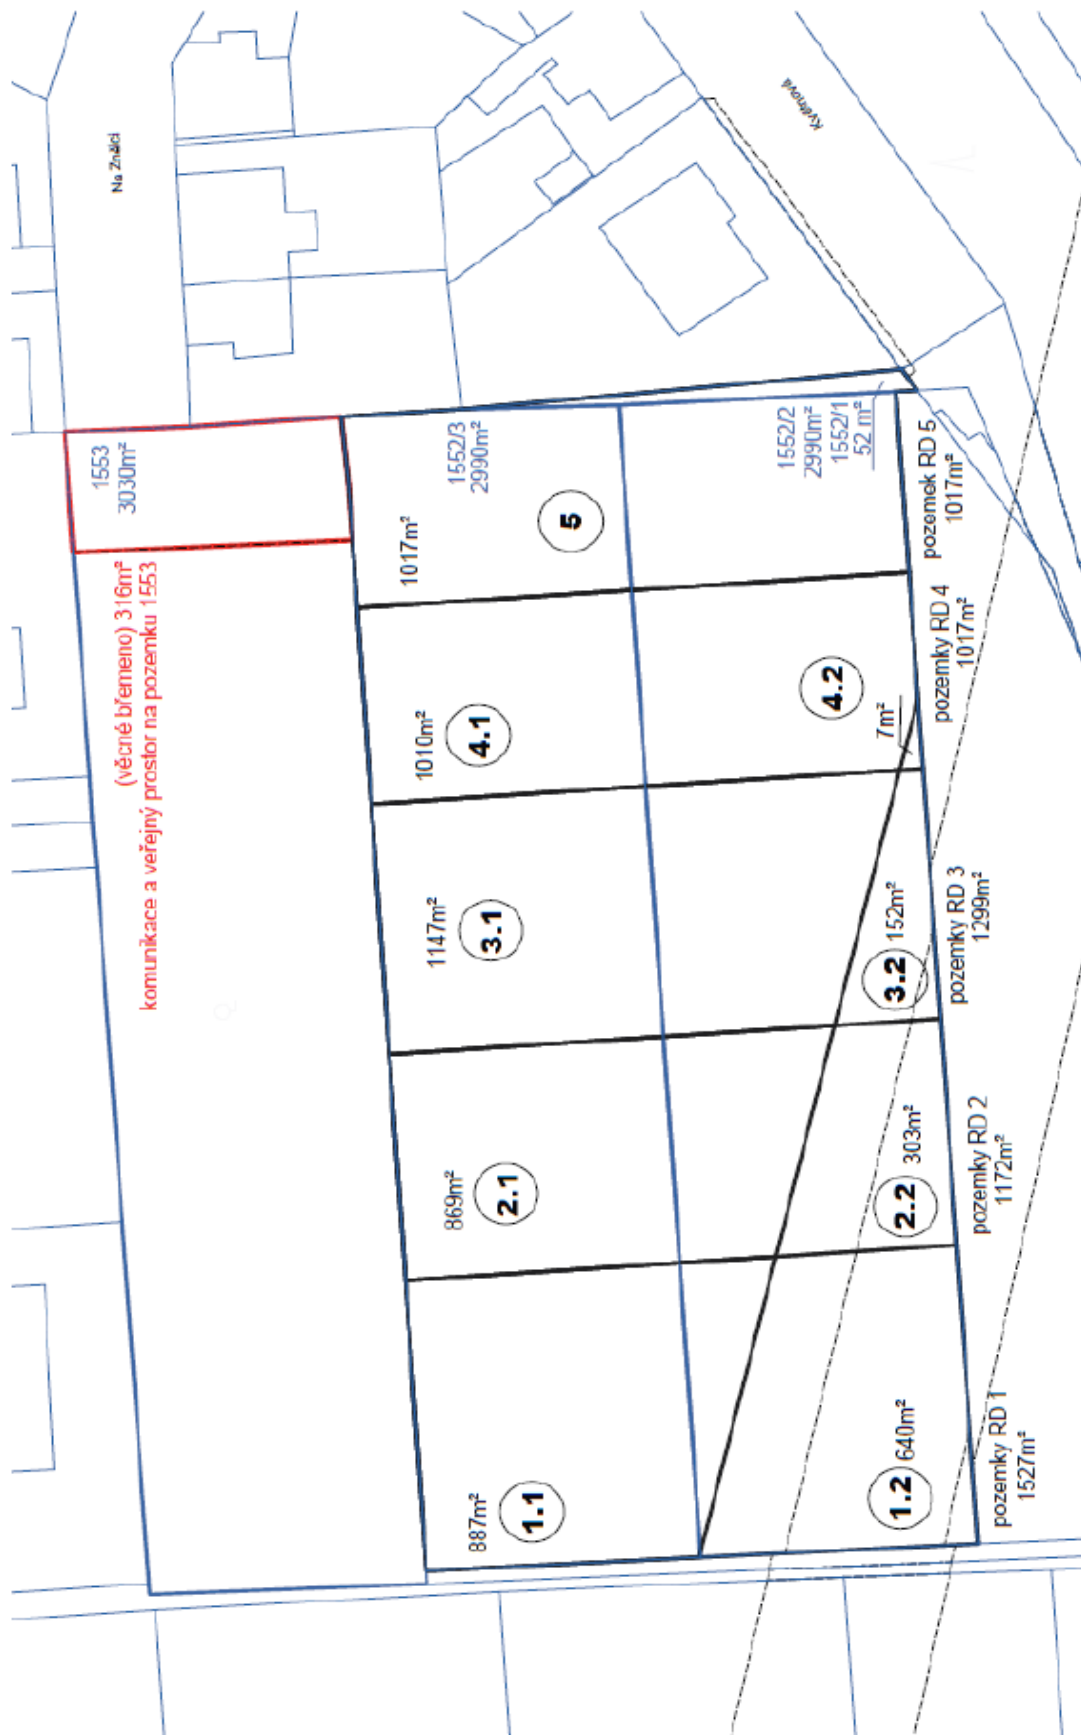 Na Znělci
Květnová
1553
3030m²
(věcné břemeno) 316m²
komunikace a veřejný prostor na pozemku 1553
1552/3
2990m²
1552/2
2990m²
1552/1
52 m²
1017m²
5
1010m²
4.1
4.2
7m²
1147m²
3.1
3.2 152m²
869m²
2.1
2.2 303m²
887m²
1.1
1.2 640m²
pozemek RD 5
1017m²
pozemky RD 4
1017m²
pozemky RD 3
1299m²
pozemky RD 2
1172m²
pozemky RD 1
1527m²